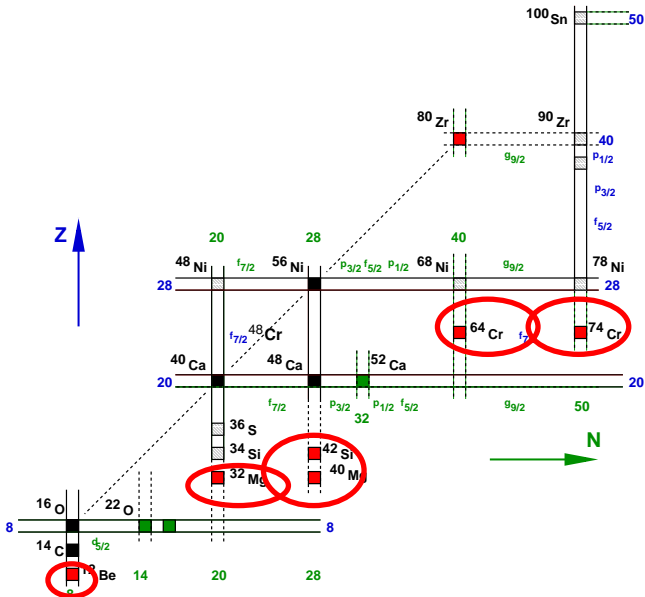 100Sn 50
80Zr 90Zr
40
g9/2 p1/2
p3/2
Z f5/2
20 28 40
48Ni f7/2 56Ni p3/2 f5/2 p1/2 68Ni g9/2 78Ni
28 28
f7/2 48Cr 64Cr 74Cr
40Ca 48Ca 52Ca
20 20
f7/2 p3/2 p1/2 f5/2 g9/2
32 50
36S
34Si 42Si N
32Mg 40Mg
16O 22O
8 8
14C d5/2
12Be 14 20 28
8